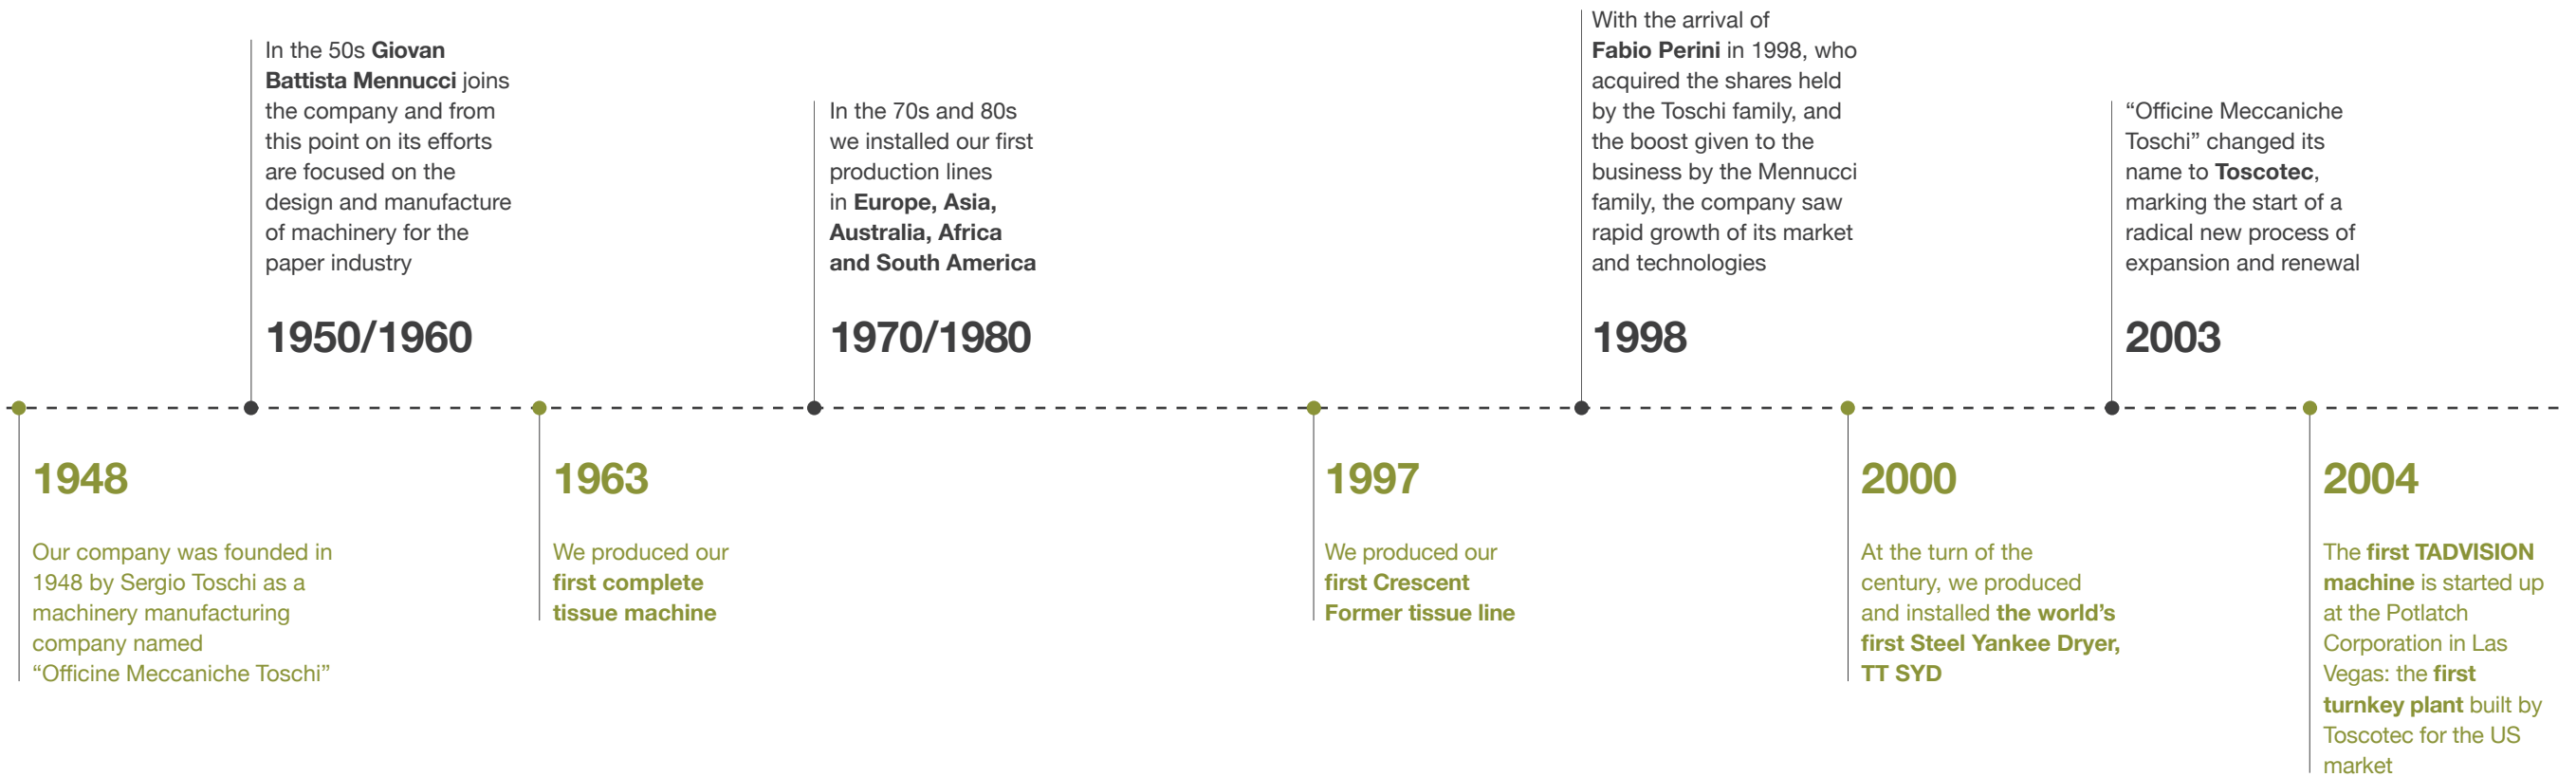 In the 50s Giovan
Battista Mennucci joins
the company and from
this point on its efforts
are focused on the
design and manufacture
of machinery for the
paper industry
1950/1960
In the 70s and 80s
we installed our first
production lines
in Europe, Asia,
Australia, Africa
and South America
1970/1980
With the arrival of
Fabio Perini in 1998, who
acquired the shares held
by the Toschi family, and
the boost given to the
business by the Mennucci
family, the company saw
rapid growth of its market
and technologies
1998
“Officine Meccaniche
Toschi” changed its
name to Toscotec,
marking the start of a
radical new process of
expansion and renewal
2003
1948
Our company was founded in
1948 by Sergio Toschi as a
machinery manufacturing
company named
“Officine Meccaniche Toschi”
1963
We produced our
first complete
tissue machine
1997
We produced our
first Crescent
Former tissue line
2000
At the turn of the
century, we produced
and installed the world’s
first Steel Yankee Dryer,
TT SYD
2004
The first TADVISION
machine is started up
at the Potlatch
Corporation in Las
Vegas: the first
turnkey plant built by
Toscotec for the US
market